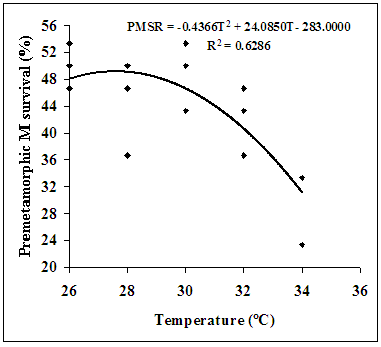 PMSR = -0.4366T² + 24.0850T- 283.0000
R² = 0.6286
Premetamorphic M survival (%)
56
52
48
44
40
36
32
28
24
20
26 28 30 32 34 36
Temperature (ºC)